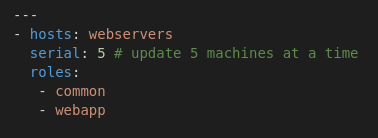 ---
- hosts: webservers
  serial: 5 # update 5 machines at a time
  roles:
   - common
   - webapp